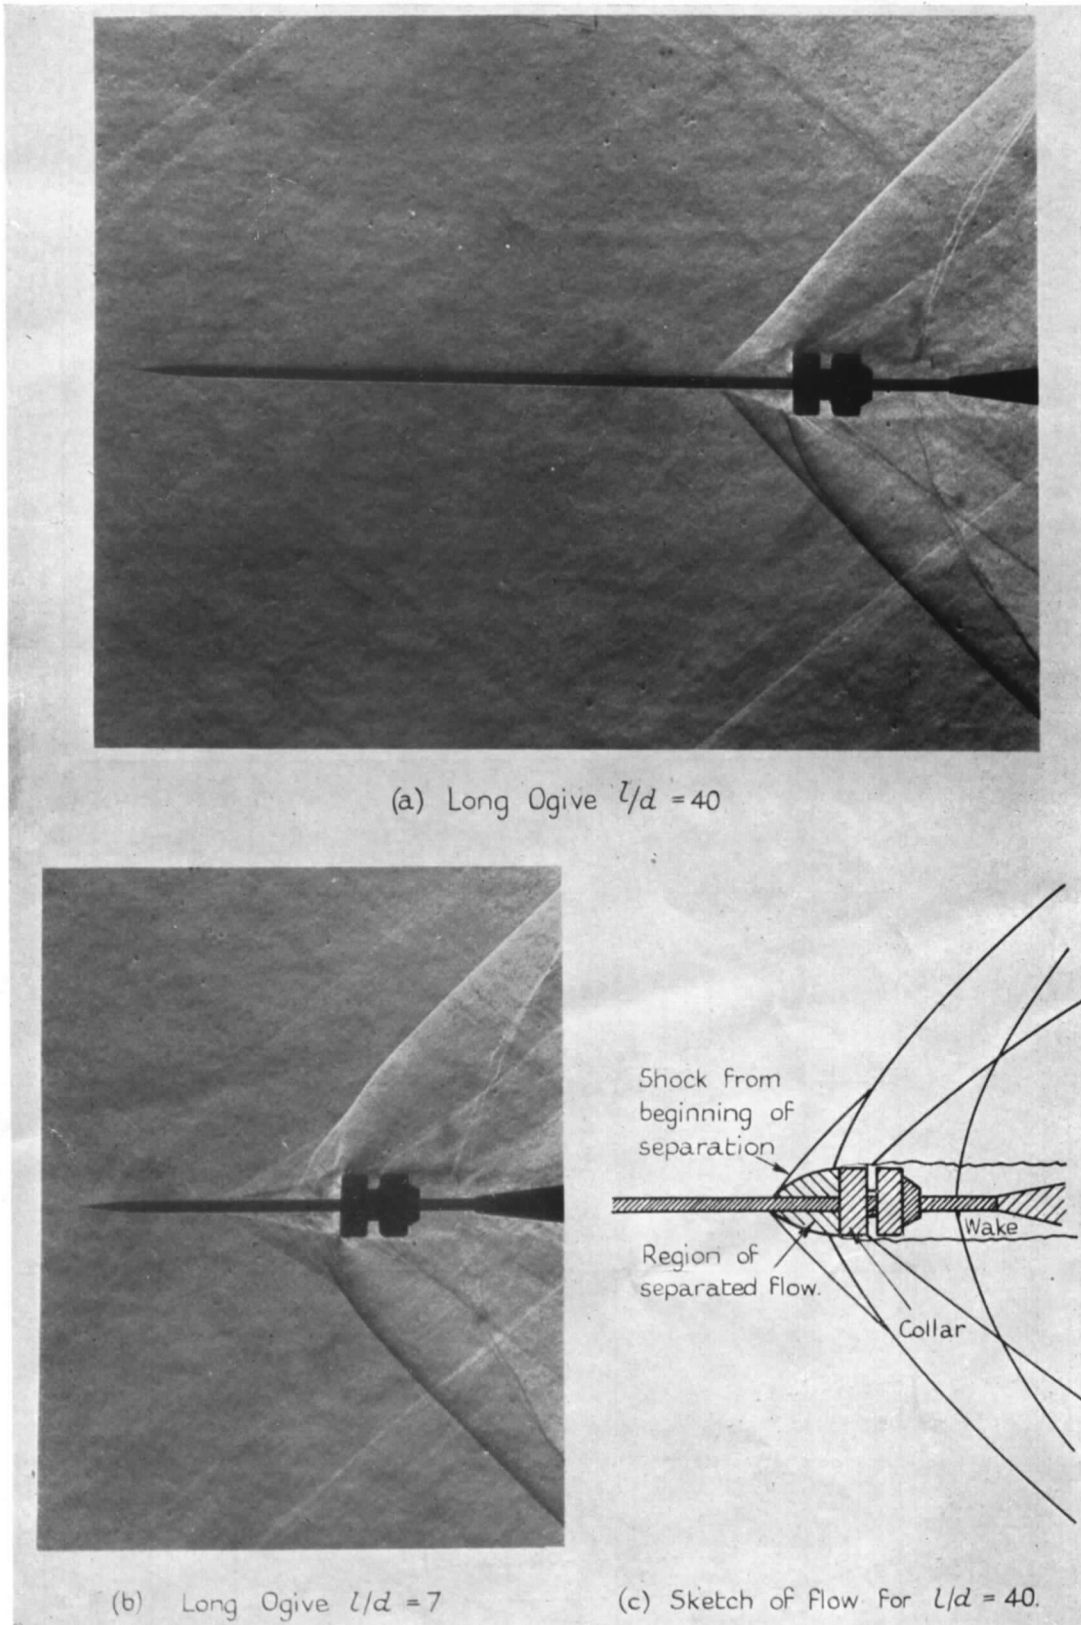 (a) Long Ogive l/d = 40
Shock from
beginning of
separation
Region of
separated flow.
Collar
Wake
(b) Long Ogive l/d = 7
(c) Sketch of flow for l/d = 40.